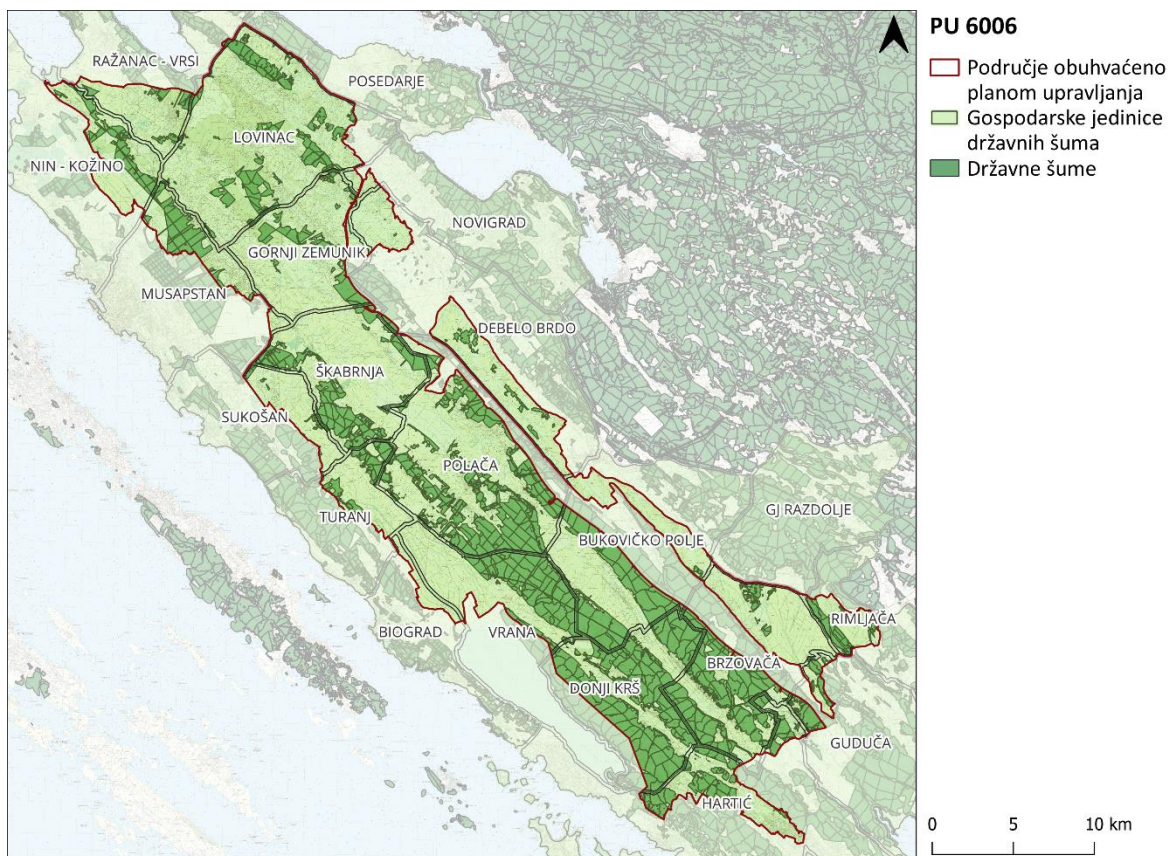 PU 6006
Područje obuhvaćeno
planom upravljanja
Gospodarske jedinice
državnih šuma
Državne šume
RAŽANAC - VRSI
POSEDARJE
LOVINAC
NIN - KOŽINO
NOVIGRAD
GORNJI ZEMUNIK
MUSAPSTAN
DEBELO BRDO
ŠKABRNJA
SUKOŠAN
POLAČA
GJ RAZDOLJE
TURANJ
BUKOVIČKO POLJE
RIMLJAČA
BIOGRAD
VRANA
BRZOVAČA
DONJI KRŠ
GUDUČA
HARTIĆ
0 5 10 km